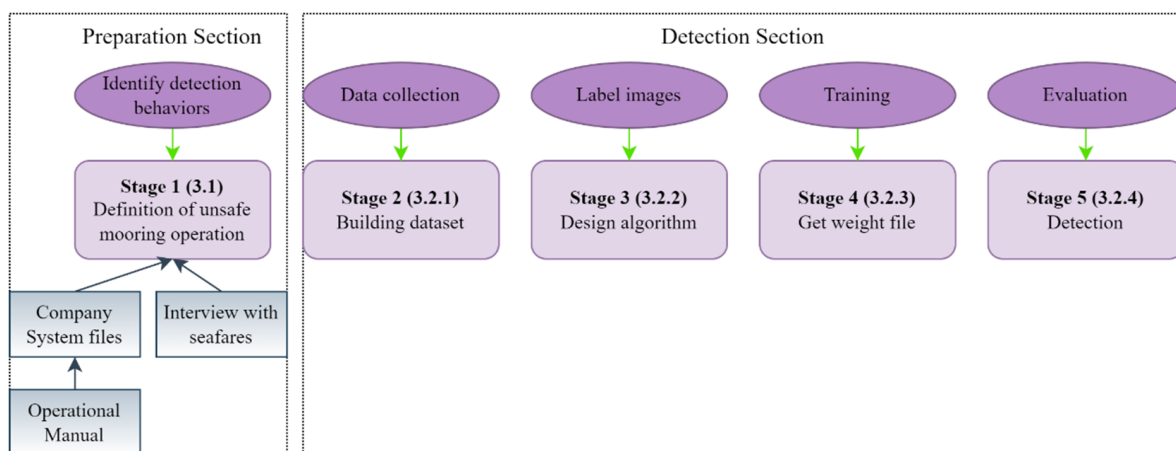 Preparation Section
Identify detection
behaviors
Stage 1 (3.1)
Definition of unsafe
mooring operation
Company
System files
Interview with
seafares
Operational
Manual
Detection Section
Data collection
Label images
Training
Evaluation
Stage 2 (3.2.1)
Building dataset
Stage 3 (3.2.2)
Design algorithm
Stage 4 (3.2.3)
Get weight file
Stage 5 (3.2.4)
Detection